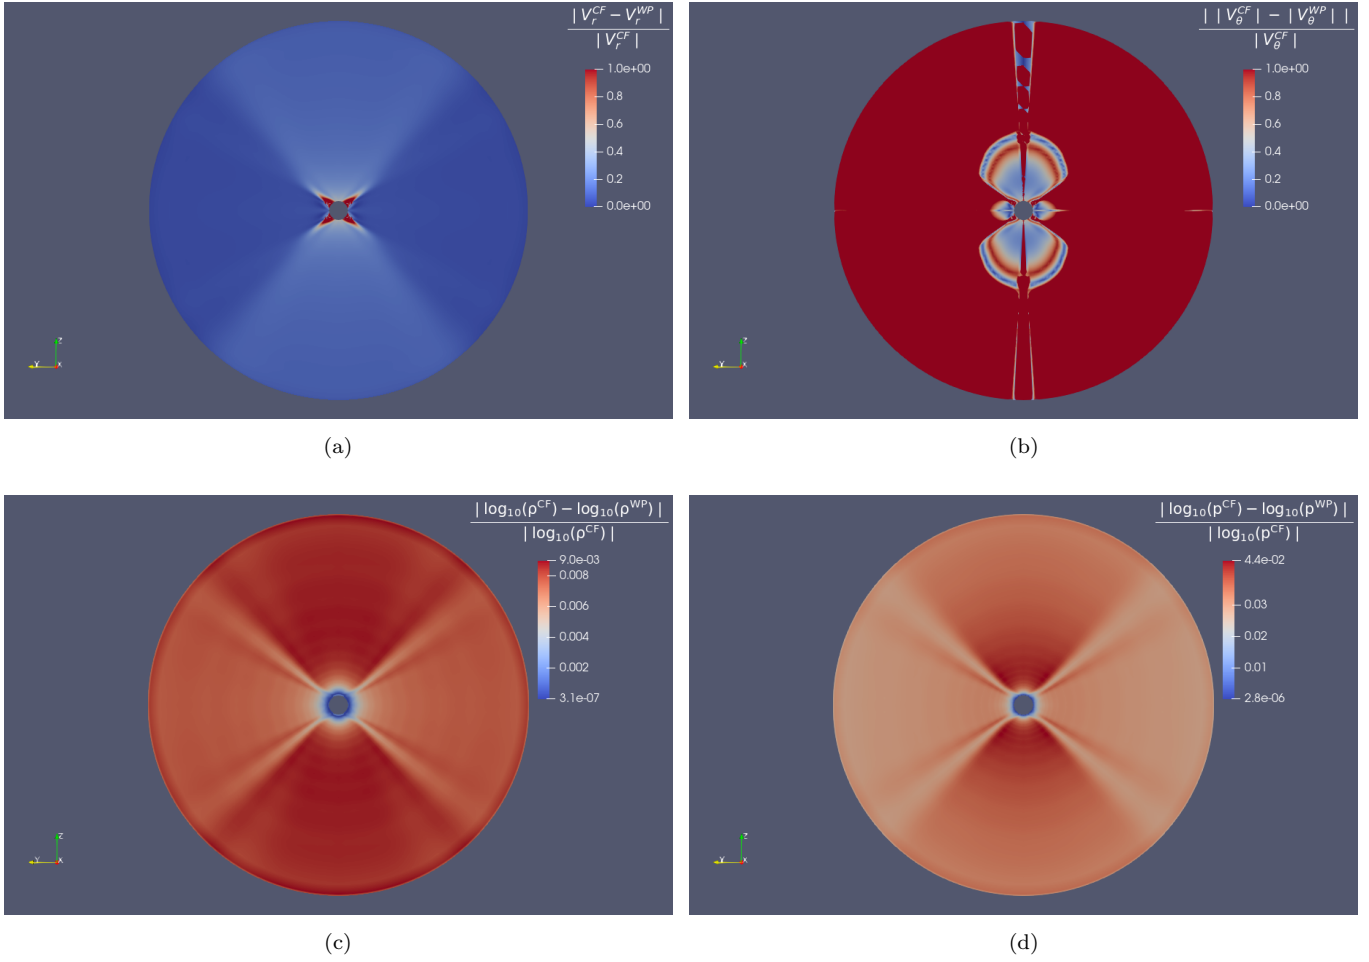 | V_r^CF − V_r^WP |
| V_r^CF |
1.0e+00
0.8
0.6
0.4
0.2
0.0e+00
Z
Y
X
(a)
| | V_θ^CF | − | V_θ^WP | |
| V_θ^CF |
1.0e+00
0.8
0.6
0.4
0.2
0.0e+00
Z
Y
X
(b)
| log₁₀(ρ^CF) − log₁₀(ρ^WP) |
| log₁₀(ρ^CF) |
9.0e-03
0.008
0.006
0.004
0.002
3.1e-07
Z
Y
X
(c)
| log₁₀(p^CF) − log₁₀(p^WP) |
| log₁₀(p^CF) |
4.4e-02
0.03
0.02
0.01
2.8e-06
Z
Y
X
(d)